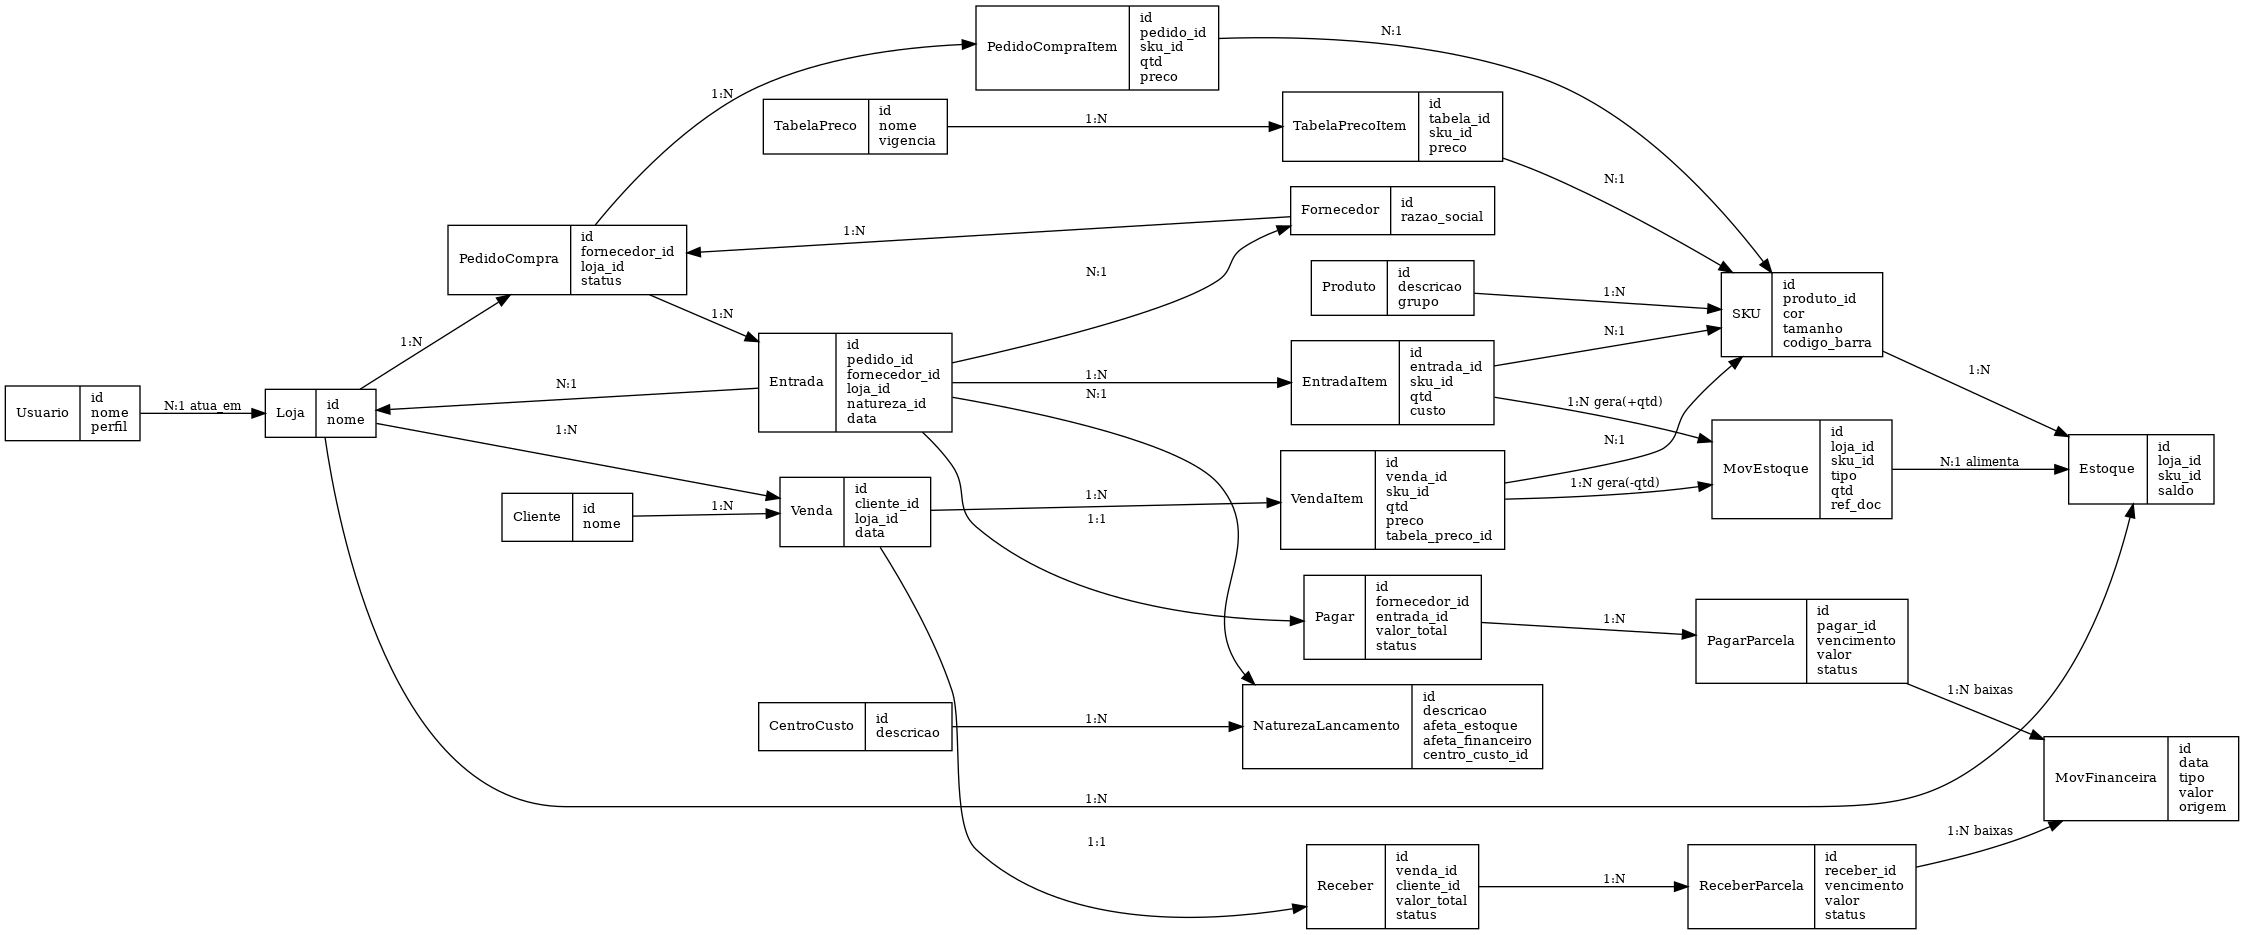 PedidoCompraItem
id
pedido_id
sku_id
qtd
preco
N:1
1:N
TabelaPreco
id
nome
vigencia
1:N
TabelaPrecoItem
id
tabela_id
sku_id
preco
N:1
Fornecedor
id
razao_social
1:N
PedidoCompra
id
fornecedor_id
loja_id
status
N:1
Produto
id
descricao
grupo
1:N
SKU
id
produto_id
cor
tamanho
codigo_barra
1:N
1:N
Entrada
id
pedido_id
fornecedor_id
loja_id
natureza_id
data
N:1
1:N
N:1
EntradaItem
id
entrada_id
sku_id
qtd
custo
N:1
1:N gera(+qtd)
1:N
Usuario
id
nome
perfil
N:1 atua_em
Loja
id
nome
1:N
MovEstoque
id
loja_id
sku_id
tipo
qtd
ref_doc
N:1 alimenta
Estoque
id
loja_id
sku_id
saldo
Cliente
id
nome
1:N
Venda
id
cliente_id
loja_id
data
1:N
1:1
VendaItem
id
venda_id
sku_id
qtd
preco
tabela_preco_id
N:1
1:N gera(-qtd)
Pagar
id
fornecedor_id
entrada_id
valor_total
status
1:N
PagarParcela
id
pagar_id
vencimento
valor
status
1:N baixas
CentroCusto
id
descricao
1:N
NaturezaLancamento
id
descricao
afeta_estoque
afeta_financeiro
centro_custo_id
MovFinanceira
id
data
tipo
valor
origem
1:N
1:1
1:N baixas
Receber
id
venda_id
cliente_id
valor_total
status
1:N
ReceberParcela
id
receber_id
vencimento
valor
status